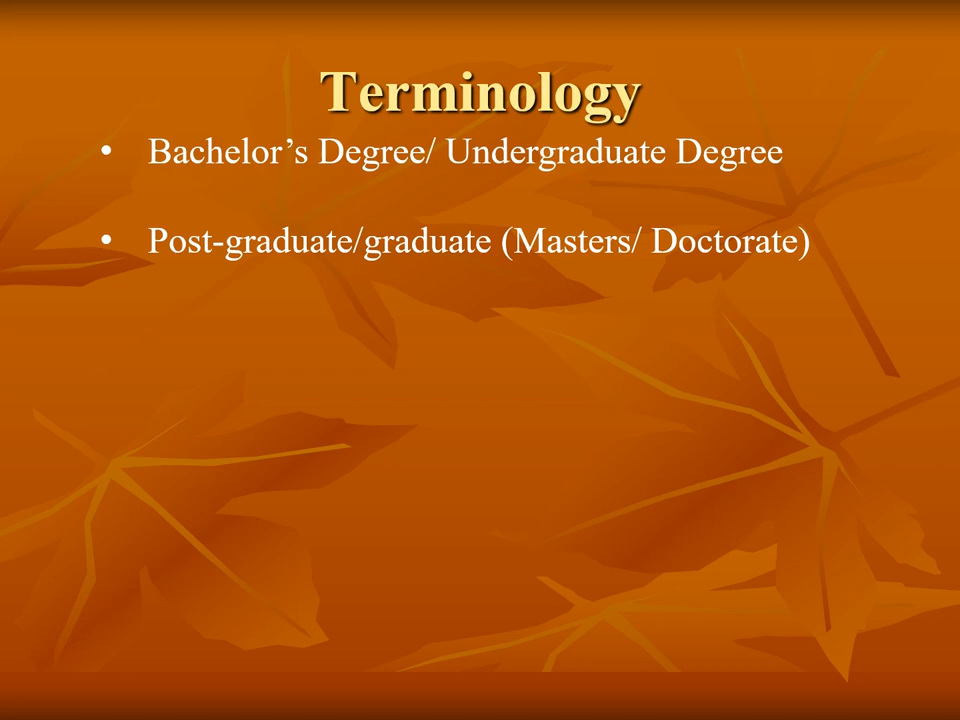 Terminology
• Bachelor’s Degree/ Undergraduate Degree
• Post-graduate/graduate (Masters/ Doctorate)